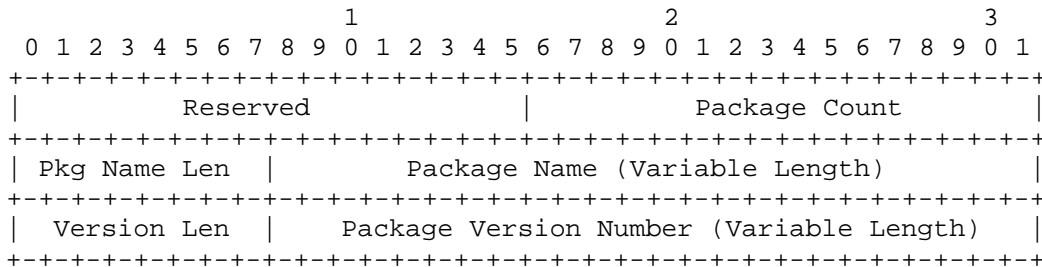 1                   2                   3
 0 1 2 3 4 5 6 7 8 9 0 1 2 3 4 5 6 7 8 9 0 1 2 3 4 5 6 7 8 9 0 1
+-+-+-+-+-+-+-+-+-+-+-+-+-+-+-+-+-+-+-+-+-+-+-+-+-+-+-+-+-+-+-+-+
|          Reserved             |          Package Count        |
+-+-+-+-+-+-+-+-+-+-+-+-+-+-+-+-+-+-+-+-+-+-+-+-+-+-+-+-+-+-+-+-+
| Pkg Name Len  |        Package Name (Variable Length)         |
+-+-+-+-+-+-+-+-+-+-+-+-+-+-+-+-+-+-+-+-+-+-+-+-+-+-+-+-+-+-+-+-+
|  Version Len  |    Package Version Number (Variable Length)   |
+-+-+-+-+-+-+-+-+-+-+-+-+-+-+-+-+-+-+-+-+-+-+-+-+-+-+-+-+-+-+-+-+